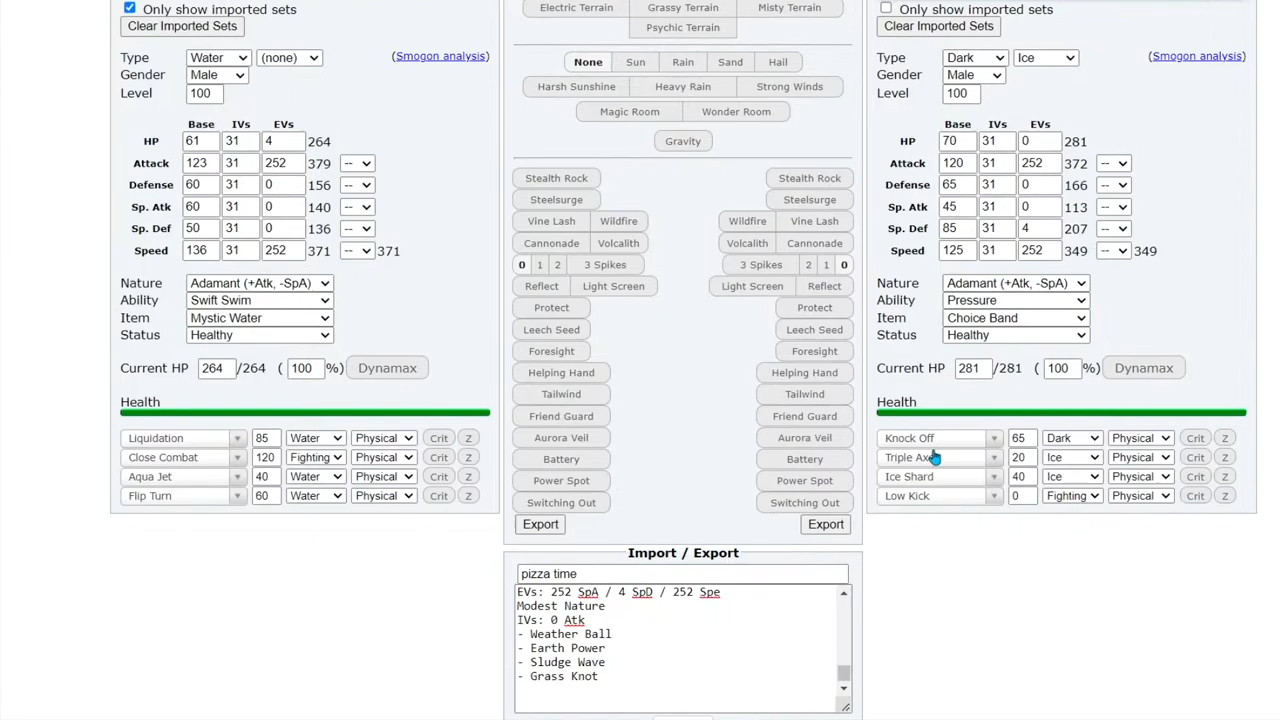 Only show imported sets
Clear Imported Sets
Type Water (none) (Smogon analysis)
Gender Male
Level 100
Base IVs EVs
HP 61 31 4 264
Attack 123 31 252 379 --
Defense 60 31 0 156 --
Sp. Atk 60 31 0 140 --
Sp. Def 50 31 0 136 --
Speed 136 31 252 371 -- 371
Nature Adamant (+Atk, -SpA)
Ability Swift Swim
Item Mystic Water
Status Healthy
Current HP 264 /264 ( 100 %) Dynamax
Health
Liquidation 85 Water Physical Crit Z
Close Combat 120 Fighting Physical Crit Z
Aqua Jet 40 Water Physical Crit Z
Flip Turn 60 Water Physical Crit Z
Electric Terrain Grassy Terrain Misty Terrain
Psychic Terrain
None Sun Rain Sand Hail
Harsh Sunshine Heavy Rain Strong Winds
Magic Room Wonder Room
Gravity
Stealth Rock Stealth Rock
Steelsurge Steelsurge
Vine Lash Wildfire Wildfire Vine Lash
Cannonade Volcalith Volcalith Cannonade
0 1 2 3 Spikes 3 Spikes 2 1 0
Reflect Light Screen Light Screen Reflect
Protect Protect
Leech Seed Leech Seed
Foresight Foresight
Helping Hand Helping Hand
Tailwind Tailwind
Friend Guard Friend Guard
Aurora Veil Aurora Veil
Battery Battery
Power Spot Power Spot
Switching Out Switching Out
Export Export
Import / Export
pizza time
EVs: 252 SpA / 4 SpD / 252 Spe
Modest Nature
IVs: 0 Atk
- Weather Ball
- Earth Power
- Sludge Wave
- Grass Knot
Only show imported sets
Clear Imported Sets
Type Dark Ice (Smogon analysis)
Gender Male
Level 100
Base IVs EVs
HP 70 31 0 281
Attack 120 31 252 372 --
Defense 65 31 0 166 --
Sp. Atk 45 31 0 113 --
Sp. Def 85 31 4 207 --
Speed 125 31 252 349 -- 349
Nature Adamant (+Atk, -SpA)
Ability Pressure
Item Choice Band
Status Healthy
Current HP 281 /281 ( 100 %) Dynamax
Health
Knock Off 65 Dark Physical Crit Z
Triple 20 Ice Physical Crit Z
Ice Shard 40 Ice Physical Crit Z
Low Kick 0 Fighting Physical Crit Z